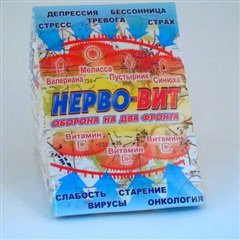 ДЕПРЕССИЯ БЕССОННИЦА
СТРЕСС ТРЕВОГА СТРАХ
Мелисса
Валериана Пустырник Синюха
НЕРВО-ВИТ
ОБОРОНА НА ДВА ФРОНТА
Витамин C Витамин C Витамин C
СЛАБОСТЬ СТАРЕНИЕ
ВИРУСЫ ОНКОЛОГИЯ